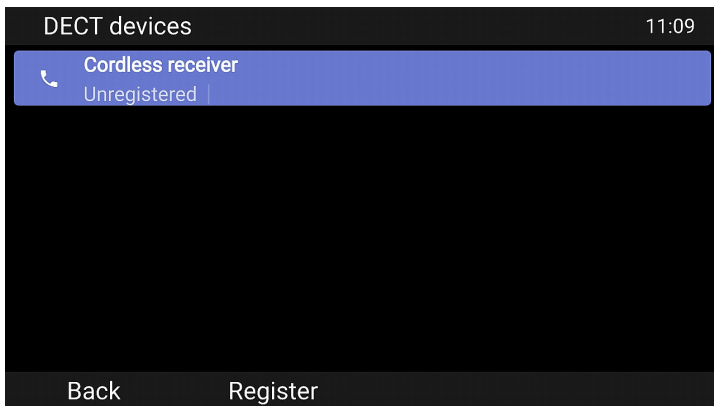 DECT devices 11:09
Cordless receiver
Unregistered |
Back Register